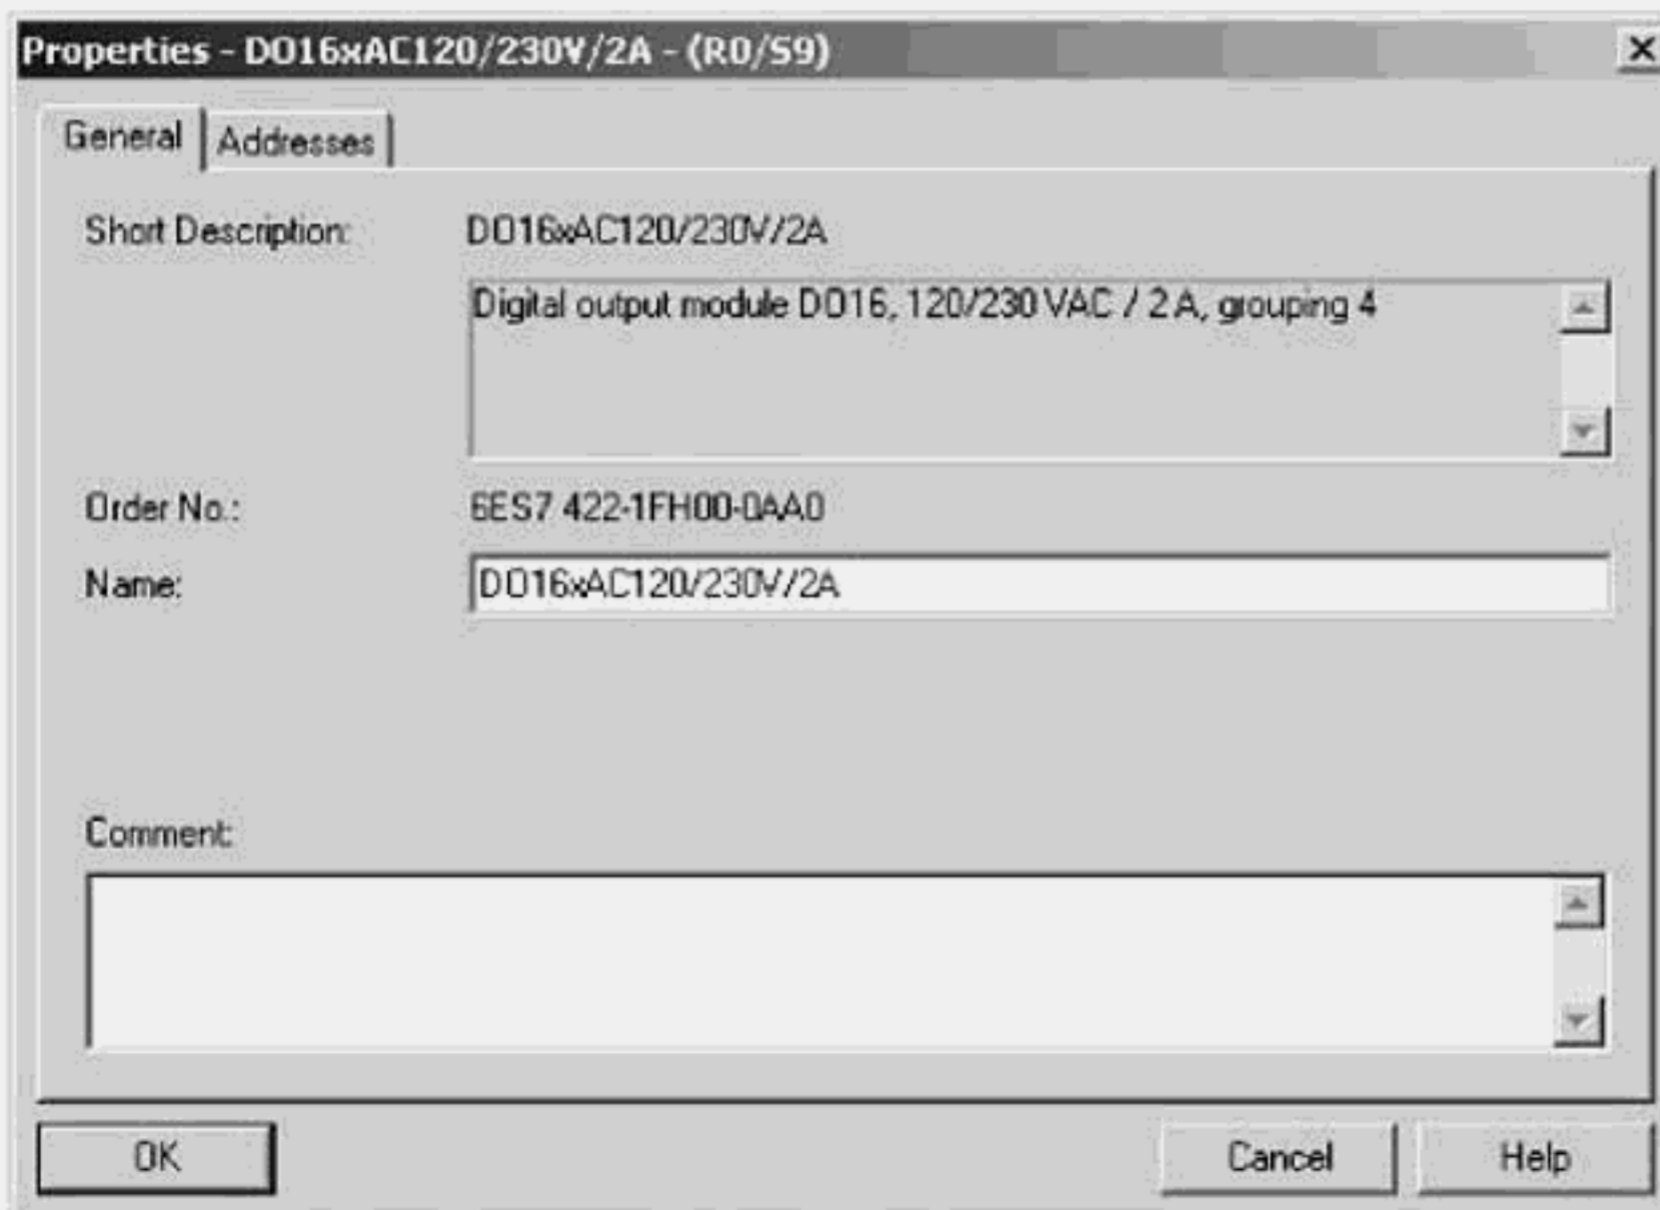 Properties - DO16xAC120/230V/2A - (R0/S9)
General
Addresses
Short Description: DO16xAC120/230V/2A
Digital output module DO16, 120/230 VAC / 2 A, grouping 4
Order No.: 6ES7 422-1FH00-0AA0
Name: DO16xAC120/230V/2A
Comment:
OK Cancel Help